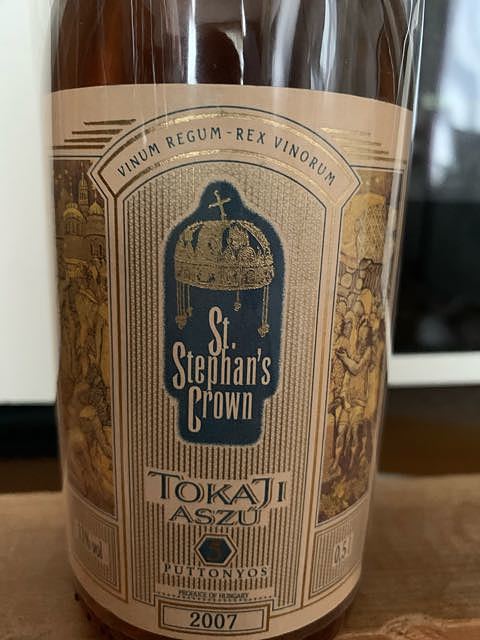 VINUM REGUM - REX VINORUM
St.
Stephan's
Crown
TOKAJI
ASZÚ
5
PUTTONYOS
PRODUCE OF HUNGARY
2007